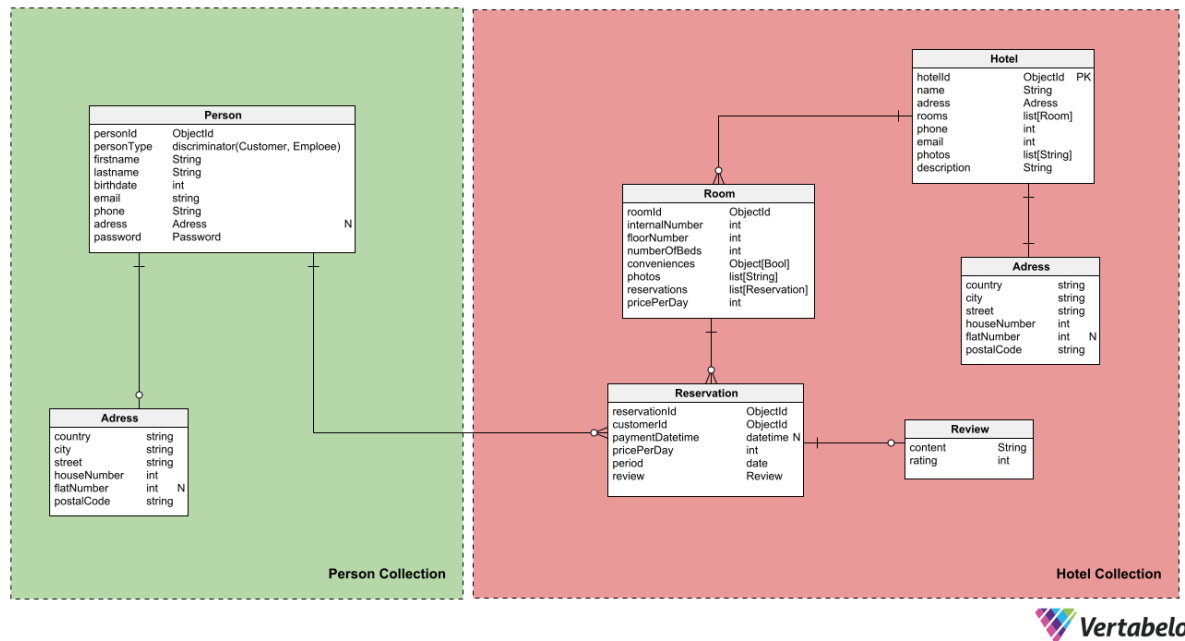 Person
personId ObjectId
personType discriminator(Customer, Emploee)
firstname String
lastname String
birthdate int
email string
phone String
adress Adress N
password Password
Adress
country string
city string
street string
houseNumber int
flatNumber int N
postalCode string
Person Collection
Hotel
hotelId ObjectId PK
name String
adress Adress
rooms list[Room]
phone int
email int
photos list[String]
description String
Room
roomId ObjectId
internalNumber int
floorNumber int
numberOfBeds int
conveniences Object[Bool]
photos list[String]
reservations list[Reservation]
pricePerDay int
Adress
country string
city string
street string
houseNumber int
flatNumber int N
postalCode string
Reservation
reservationId ObjectId
customerId ObjectId
paymentDatetime datetime N
pricePerDay int
period date
review Review
Review
content String
rating int
Hotel Collection
Vertabelo